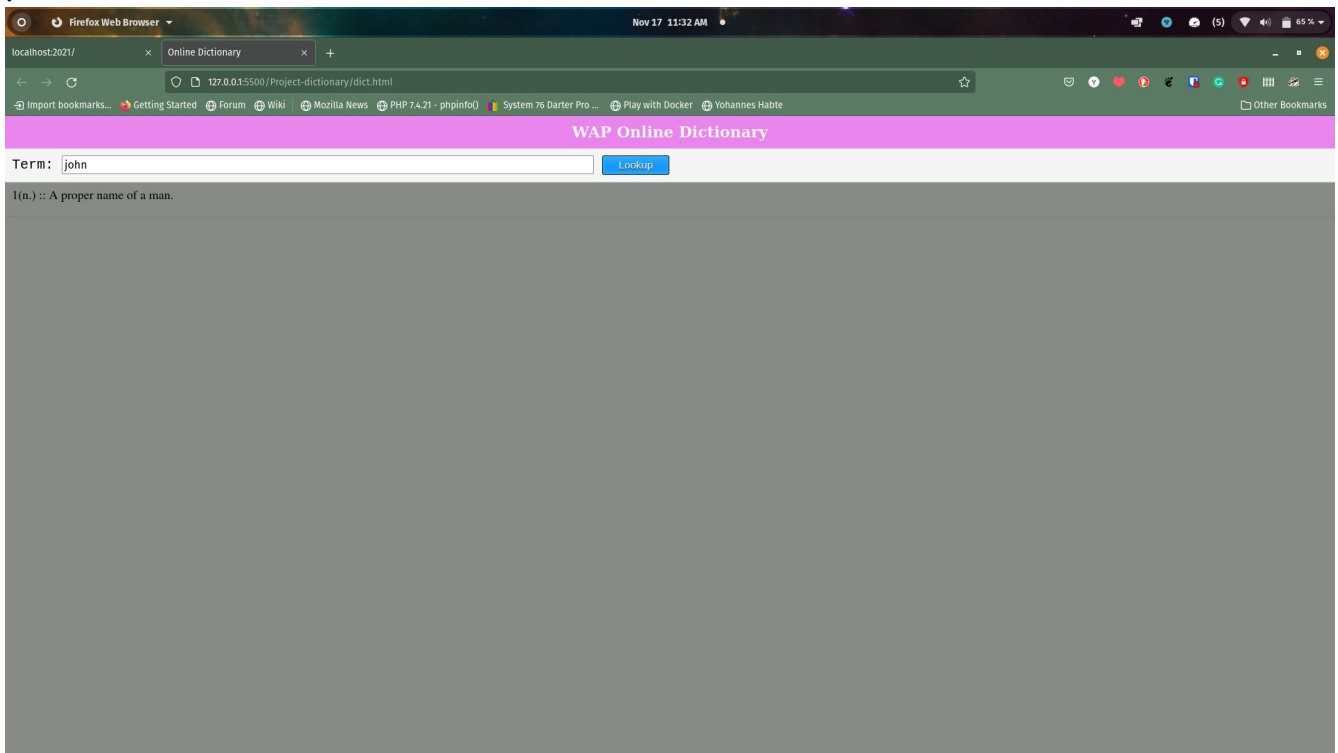 Firefox Web Browser
Nov 17 11:32 AM
(5)
65 %
localhost:2021/
Online Dictionary
127.0.0.1:5500/Project-dictionary/dict.html
Import bookmarks... Getting Started Forum Wiki Mozilla News PHP 7.4.21 - phpinfo() System 76 Darter Pro ... Play with Docker Yohannes Habte Other Bookmarks
WAP Online Dictionary
Term: john Lookup
1(n.) :: A proper name of a man.